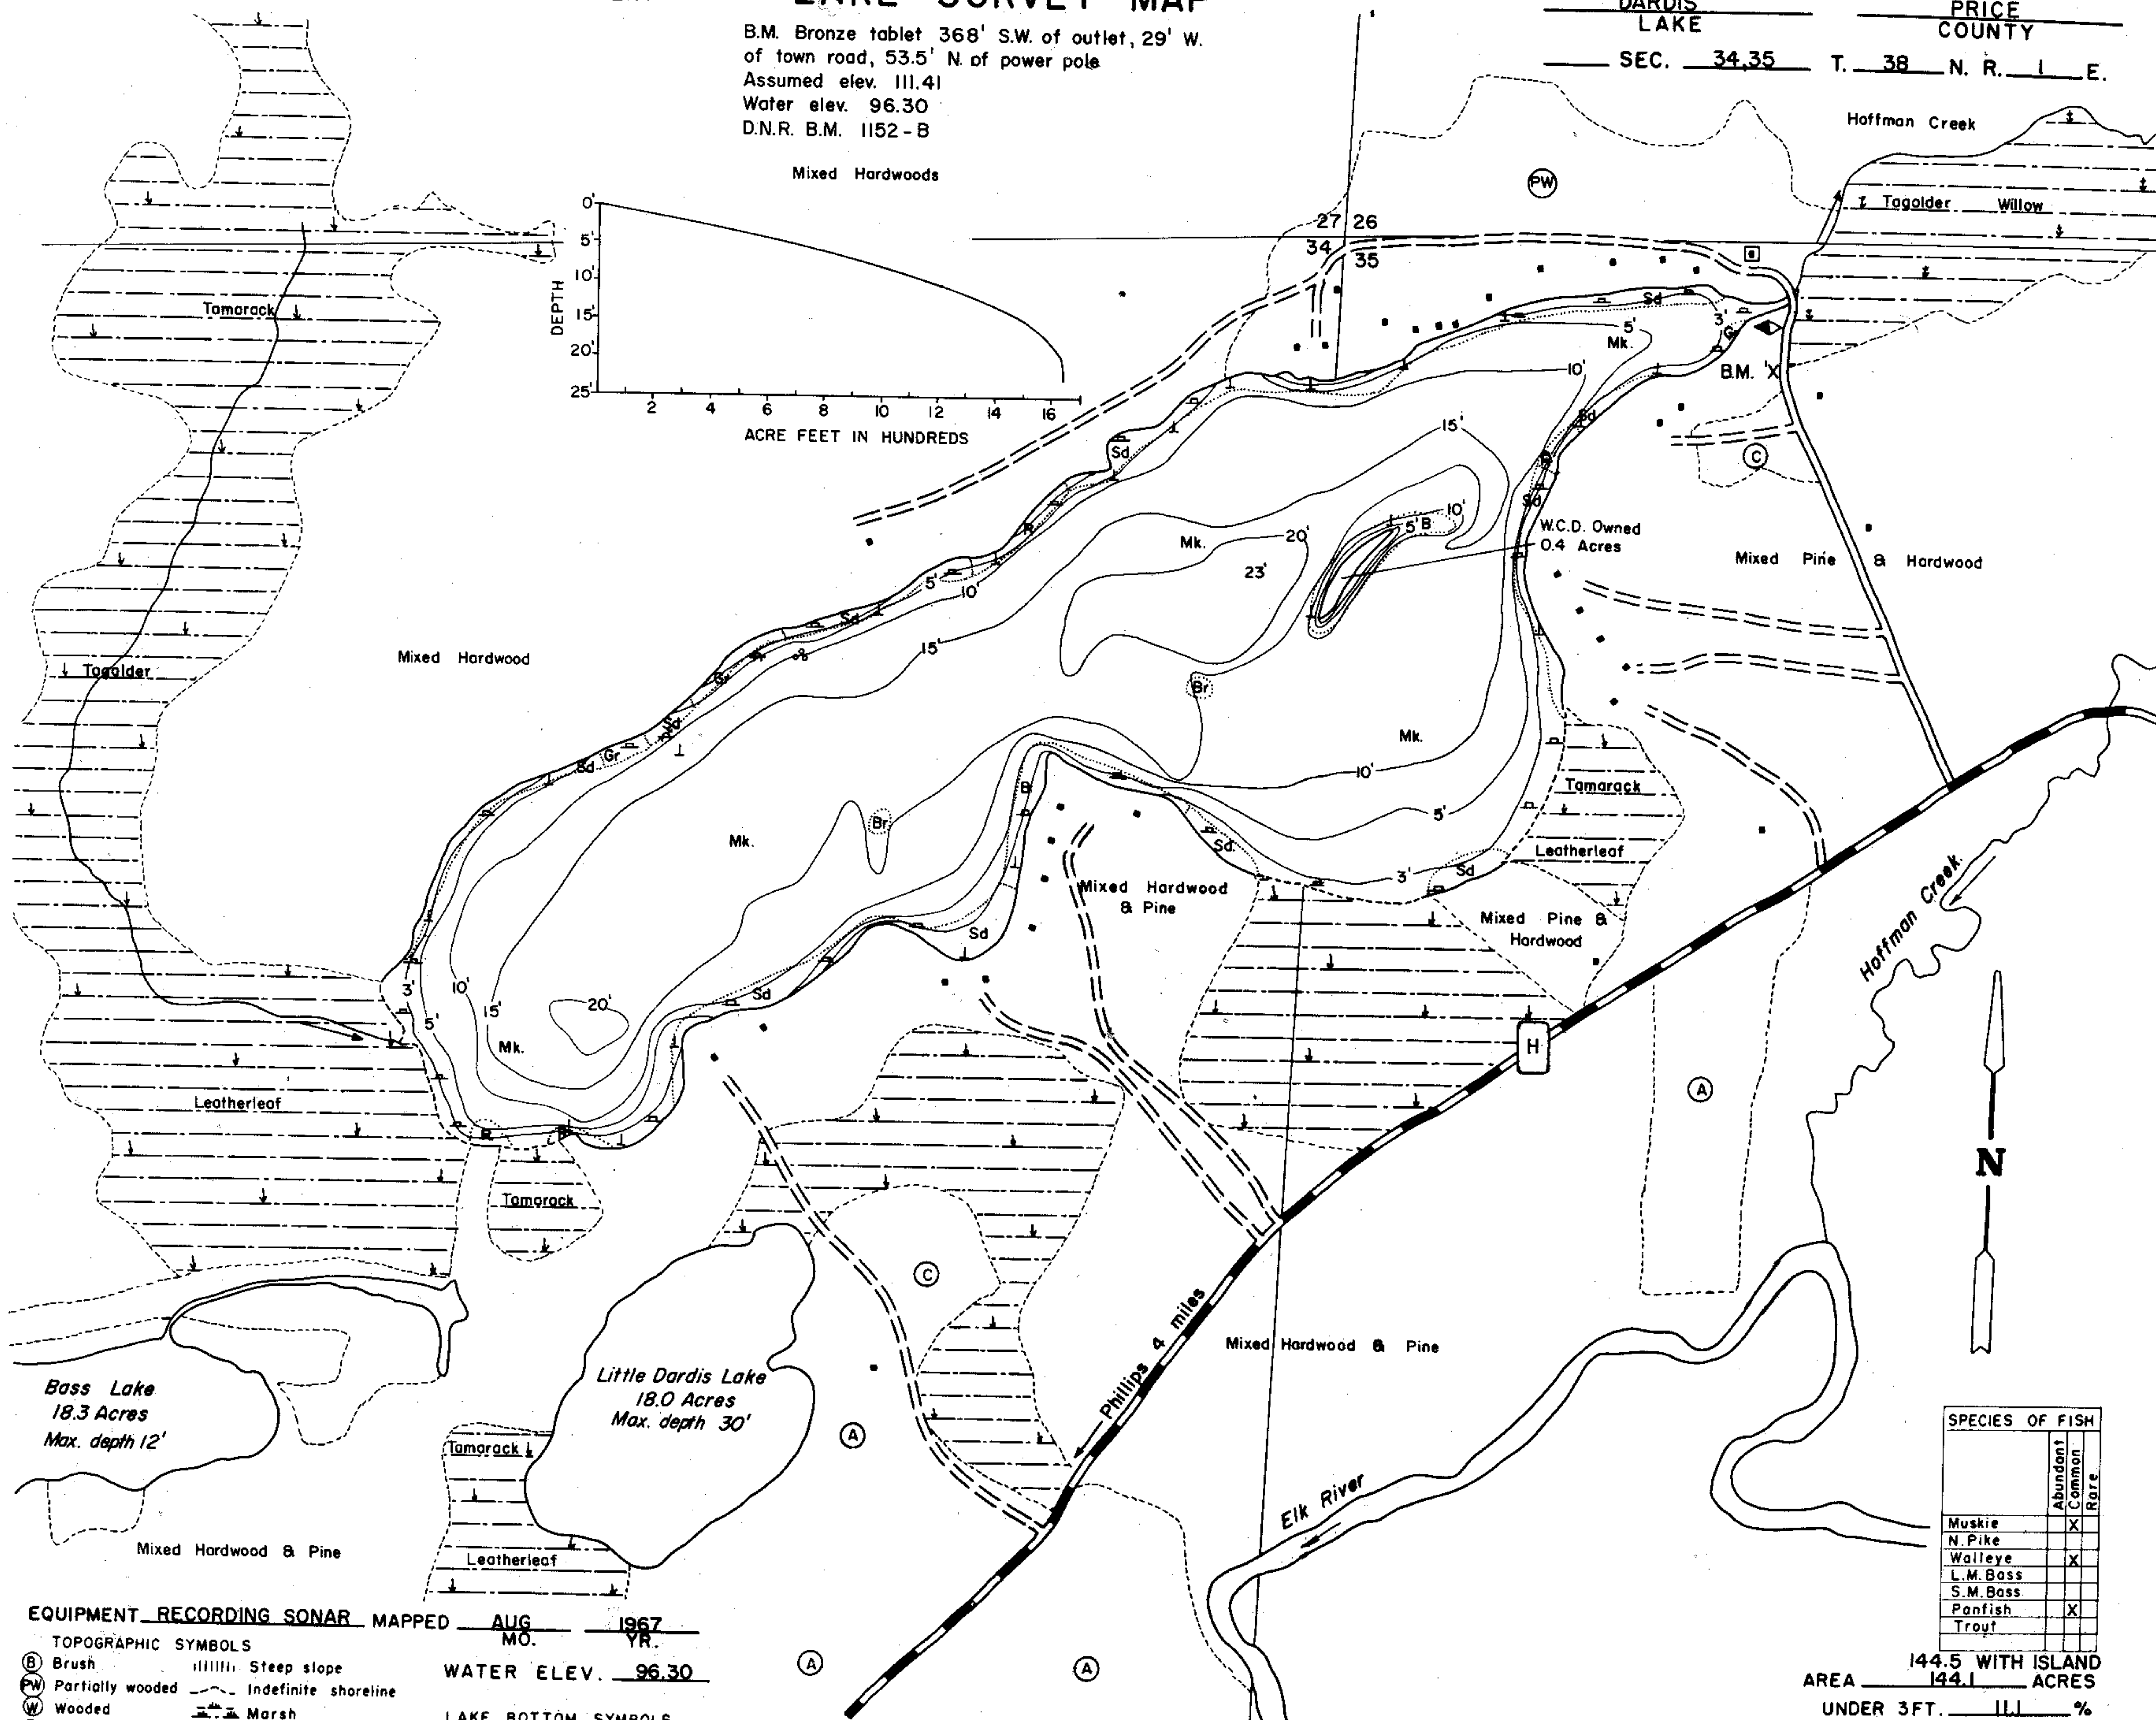 LAKE SURVEY MAP
B.M. Bronze tablet 368' S.W. of outlet, 29' W.
of town road, 53.5' N. of power pole
Assumed elev. 111.41
Water elev. 96.30
D.N.R. B.M. 1152-B
DARDIS
LAKE
PRICE
COUNTY
SEC. 34,35 T. 38 N. R. 1 E.
Hoffman Creek
Mixed Hardwoods
PW
Tagalder Willow
27 26
34 35
0'
5'
10'
15'
20'
25'
DEPTH
2 4 6 8 10 12 14 16
ACRE FEET IN HUNDREDS
Tamarack
Sd
3'
5'
Mk.
Gr
B.M. X
10'
Sd
15'
Sd
C
R
Sd
10'
5' B
W.C.D. Owned
0.4 Acres
Mk.
20'
23'
Mixed Pine & Hardwood
R
5'
10'
Sd
15'
Mixed Hardwood
Tagalder
Gr
Br
Sd
Mk.
Gr
Sd
10'
B
Tamarack
5'
Br
Mk.
Sd
Leatherleaf
3'
Sd
Mixed Hardwood
& Pine
Mixed Pine &
Hardwood
Hoffman Creek
Sd
3'
10'
15'
20'
Sd
5'
Mk.
H
A
Leatherleaf
R
B
N
Tamarack
C
Phillips 4 miles
Mixed Hardwood & Pine
Bass Lake
18.3 Acres
Max. depth 12'
Little Dardis Lake
18.0 Acres
Max. depth 30'
A
Tamarack
Elk River
Mixed Hardwood & Pine
Leatherleaf
SPECIES OF FISH
Abundant
Common
Rare
Muskie X
N. Pike
Walleye X
L.M. Bass
S.M. Bass
Panfish X
Trout
EQUIPMENT RECORDING SONAR MAPPED AUG 1967
MO. YR.
TOPOGRAPHIC SYMBOLS
B Brush
Steep slope
PW Partially wooded
Indefinite shoreline
W Wooded
Marsh
WATER ELEV. 96.30
LAKE BOTTOM SYMBOLS
A
A
144.5 WITH ISLAND
AREA 144.1 ACRES
UNDER 3 FT. 11.1 %